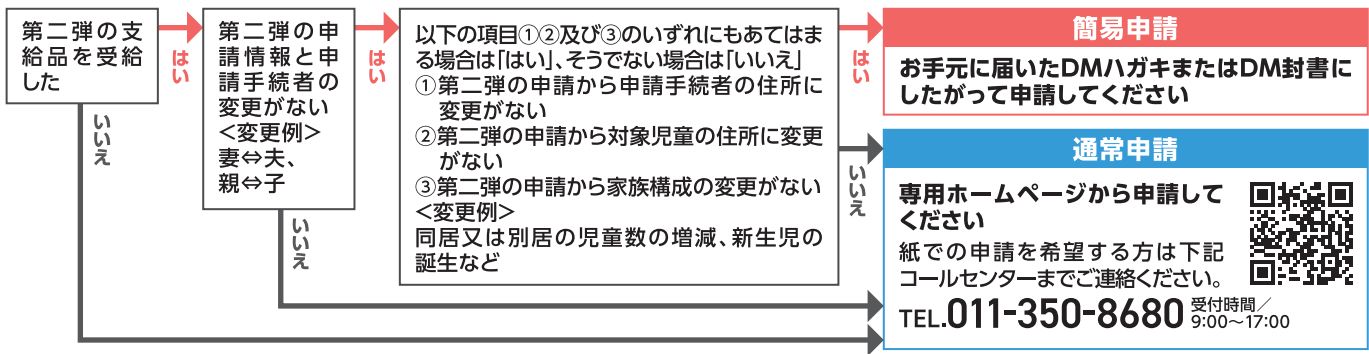 第二弾の支
給品を受給
した
はい
いいえ
第二弾の申
請情報と申
請手続者の
変更がない
<変更例>
妻⇔夫、
親⇔子
はい
いいえ
以下の項目①②及び③のいずれにもあてはま
る場合は「はい」、そうでない場合は「いいえ」
①第二弾の申請から申請手続者の住所に
変更がない
②第二弾の申請から対象児童の住所に変更
がない
③第二弾の申請から家族構成の変更がない
<変更例>
同居又は別居の児童数の増減、新生児の
誕生など
はい
いいえ
簡易申請
お手元に届いたDMハガキまたはDM封書に
したがって申請してください
通常申請
専用ホームページから申請して
ください
紙での申請を希望する方は下記
コールセンターまでご連絡ください。
TEL.011-350-8680 受付時間/
9:00〜17:00